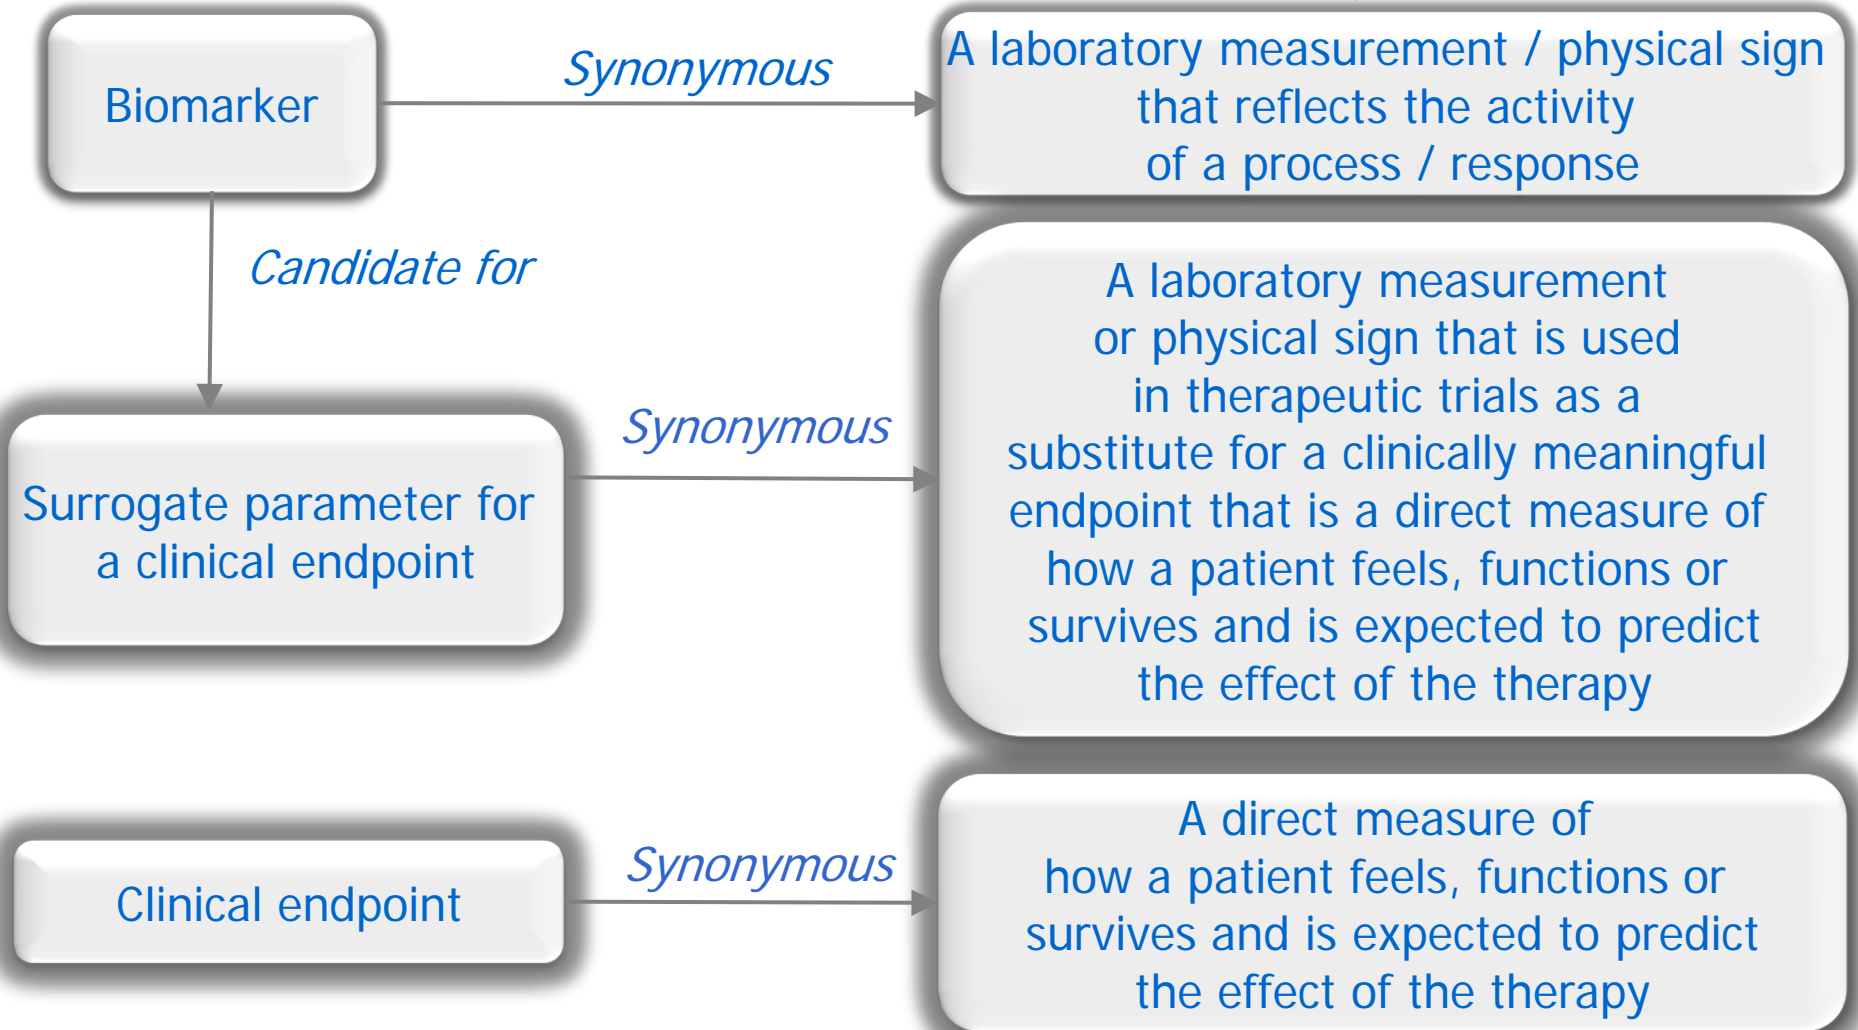 Biomarker
Synonymous
A laboratory measurement / physical sign
that reflects the activity
of a process / response
Candidate for
Surrogate parameter for
a clinical endpoint
Synonymous
A laboratory measurement
or physical sign that is used
in therapeutic trials as a
substitute for a clinically meaningful
endpoint that is a direct measure of
how a patient feels, functions or
survives and is expected to predict
the effect of the therapy
Clinical endpoint
Synonymous
A direct measure of
how a patient feels, functions or
survives and is expected to predict
the effect of the therapy